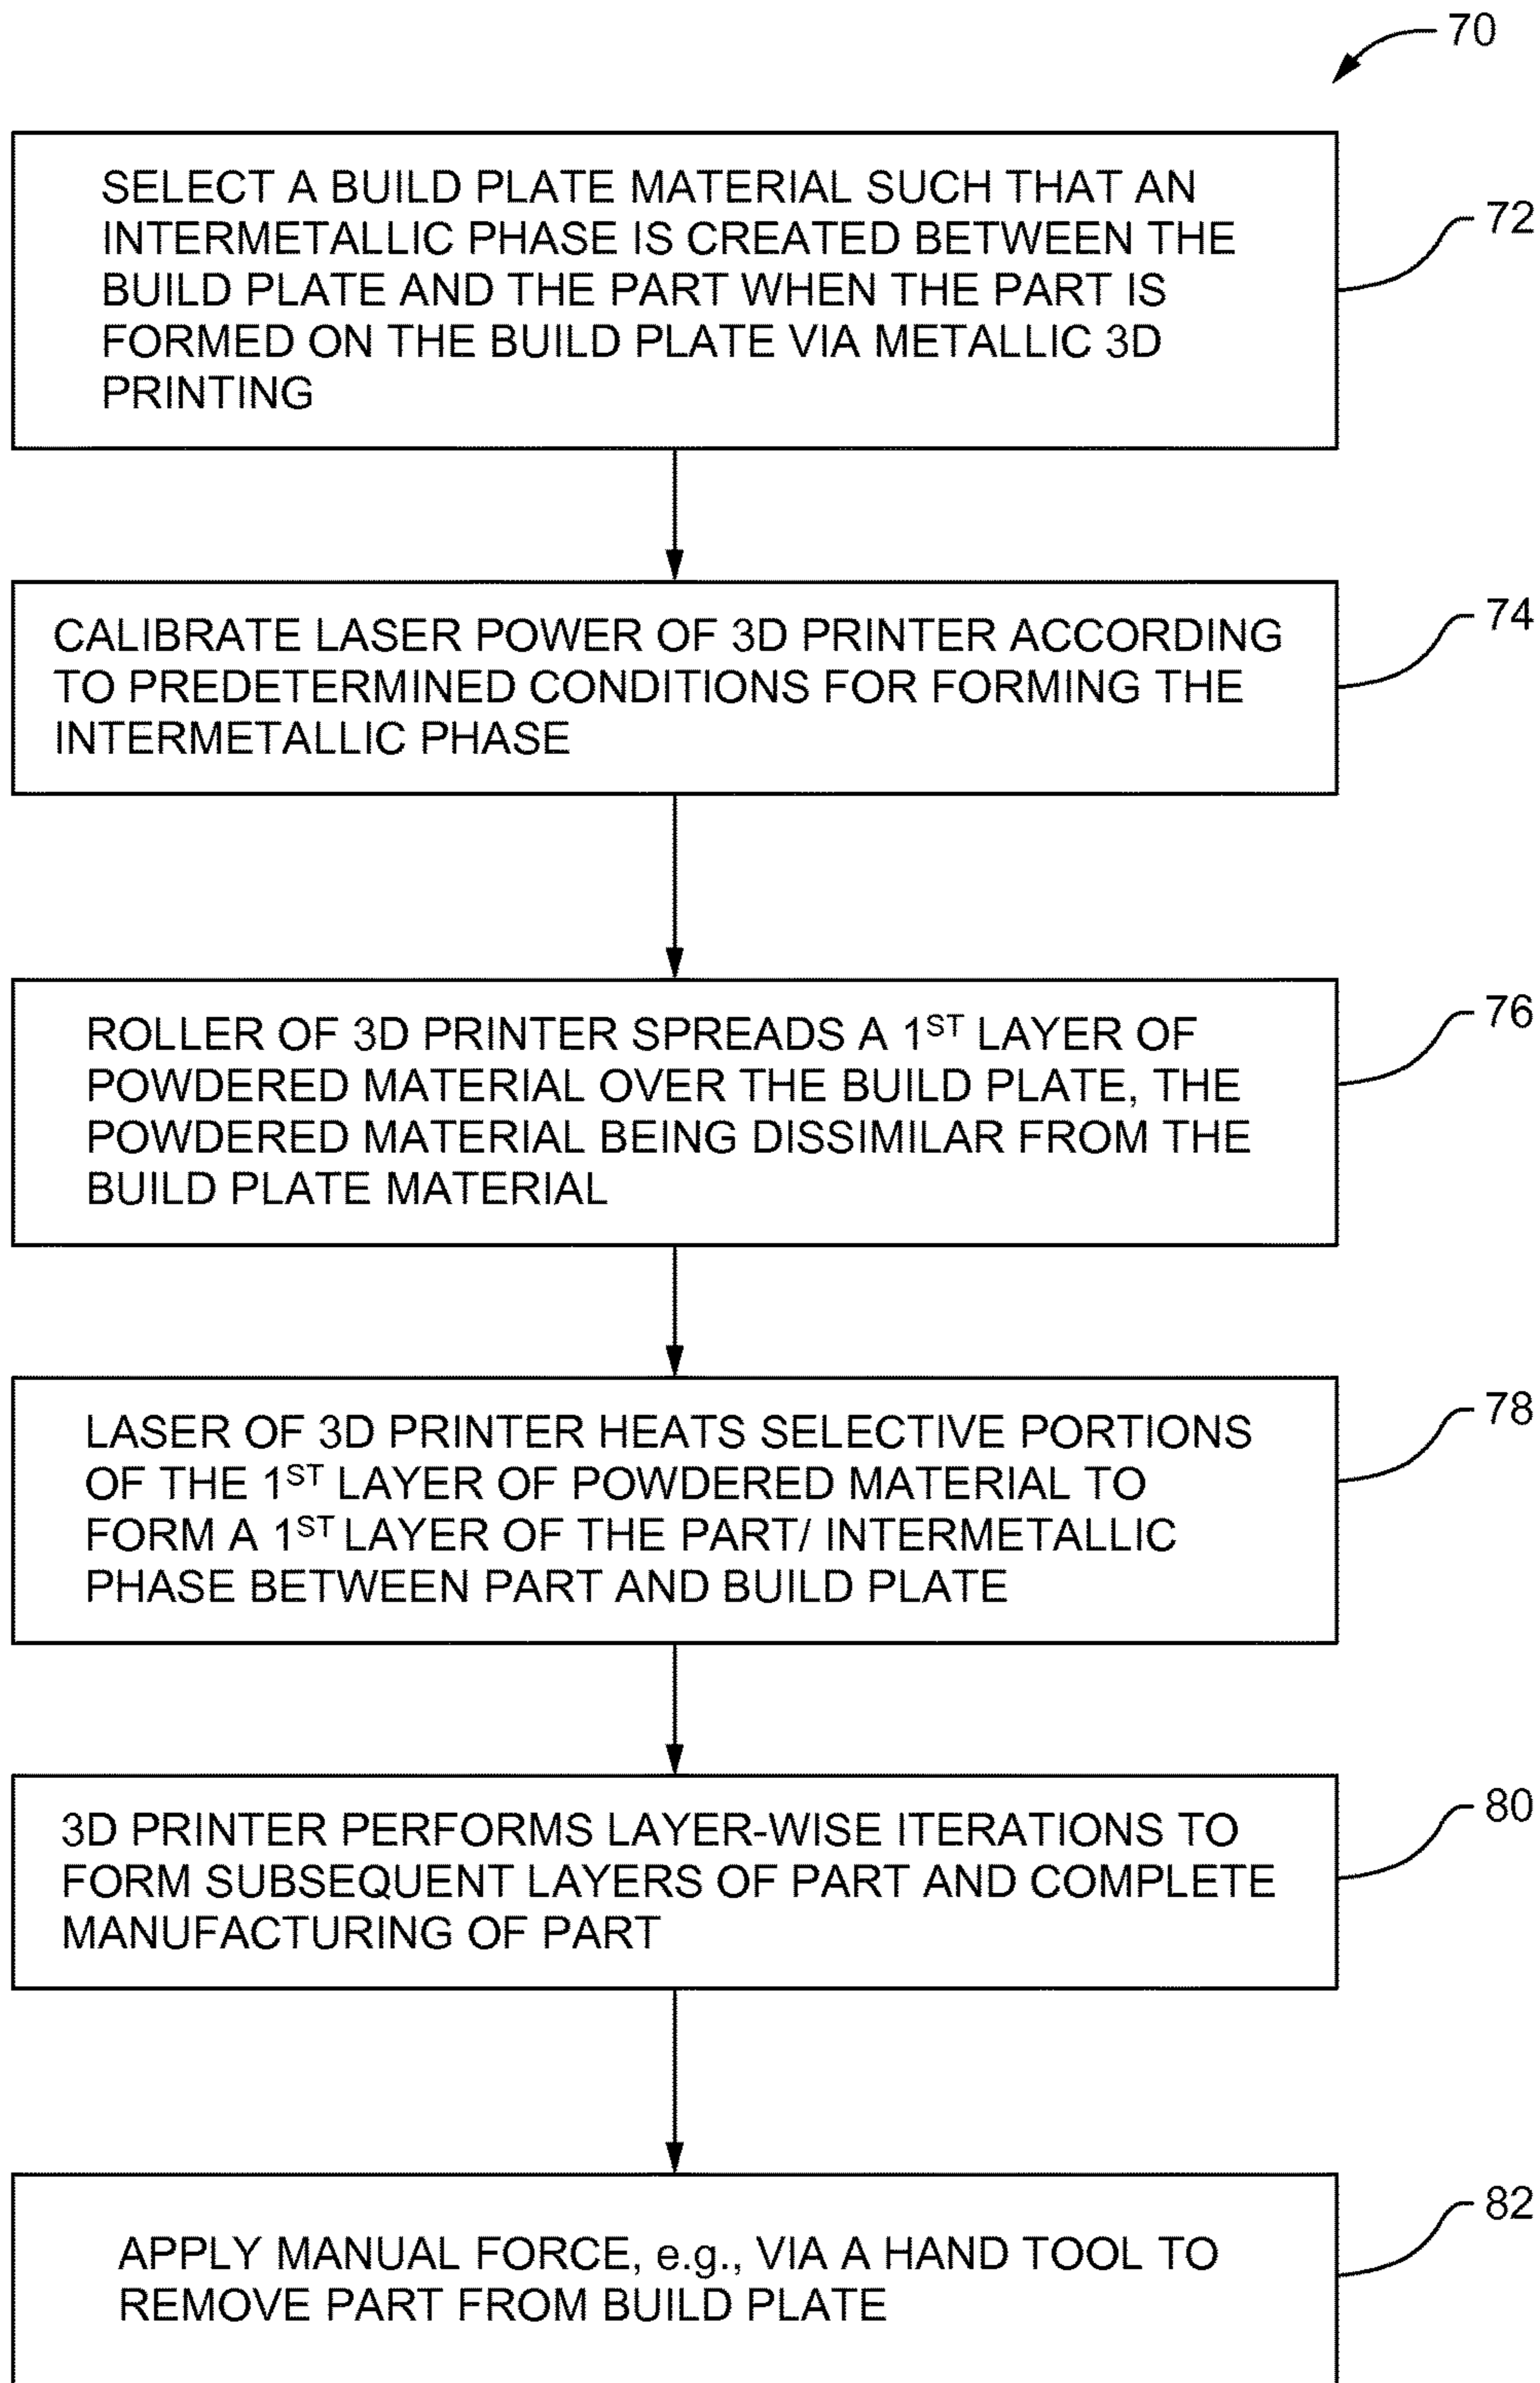 70
SELECT A BUILD PLATE MATERIAL SUCH THAT AN
INTERMETALLIC PHASE IS CREATED BETWEEN THE
BUILD PLATE AND THE PART WHEN THE PART IS
FORMED ON THE BUILD PLATE VIA METALLIC 3D
PRINTING
72
CALIBRATE LASER POWER OF 3D PRINTER ACCORDING
TO PREDETERMINED CONDITIONS FOR FORMING THE
INTERMETALLIC PHASE
74
ROLLER OF 3D PRINTER SPREADS A 1ST LAYER OF
POWDERED MATERIAL OVER THE BUILD PLATE, THE
POWDERED MATERIAL BEING DISSIMILAR FROM THE
BUILD PLATE MATERIAL
76
LASER OF 3D PRINTER HEATS SELECTIVE PORTIONS
OF THE 1ST LAYER OF POWDERED MATERIAL TO
FORM A 1ST LAYER OF THE PART/ INTERMETALLIC
PHASE BETWEEN PART AND BUILD PLATE
78
3D PRINTER PERFORMS LAYER-WISE ITERATIONS TO
FORM SUBSEQUENT LAYERS OF PART AND COMPLETE
MANUFACTURING OF PART
80
APPLY MANUAL FORCE, e.g., VIA A HAND TOOL TO
REMOVE PART FROM BUILD PLATE
82